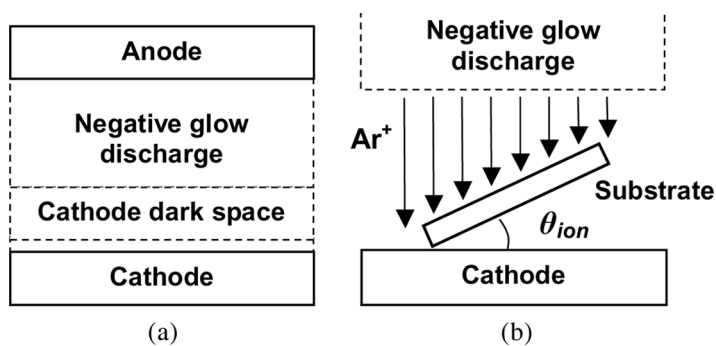 Anode
Negative glow
discharge
Cathode dark space
Cathode
(a)
Negative glow
discharge
Ar⁺
Substrate
θion
Cathode
(b)